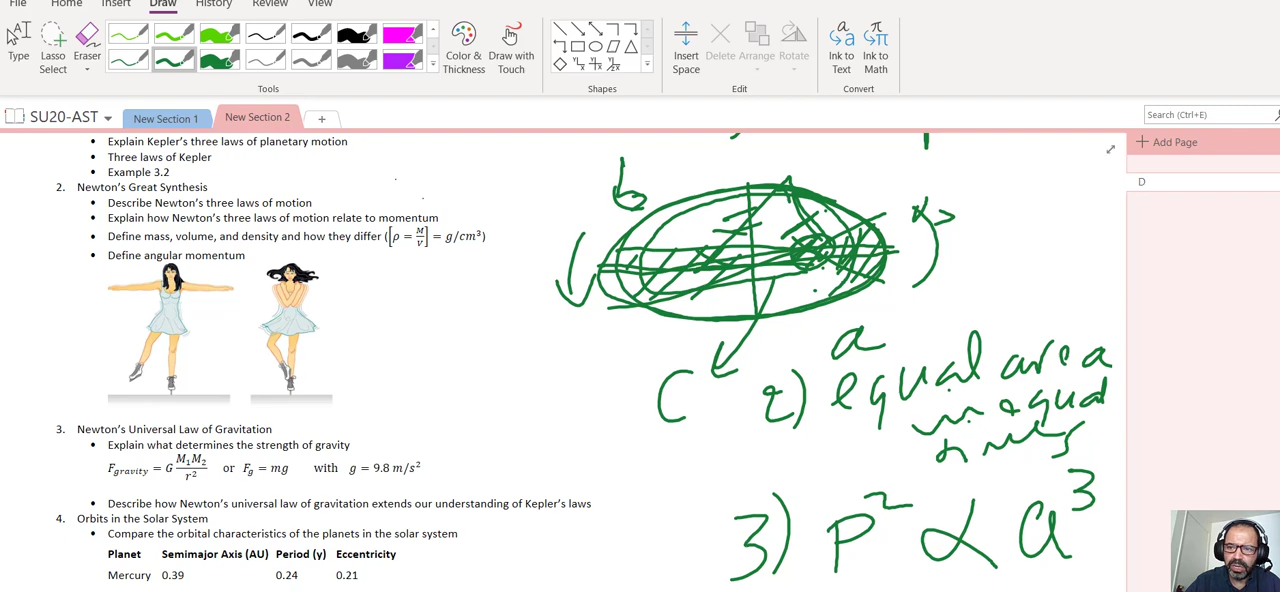 File Home Insert Draw History Review View
Type
Lasso Select
Eraser
Color & Thickness
Draw with Touch
Insert Space
Delete Arrange Rotate
Ink to Text
Ink to Math
Tools Shapes Edit Convert
SU20-AST New Section 1 New Section 2 +
Search (Ctrl+E)
Add Page
D
• Explain Kepler's three laws of planetary motion
• Three laws of Kepler
• Example 3.2
2. Newton's Great Synthesis
• Describe Newton's three laws of motion
• Explain how Newton's three laws of motion relate to momentum
• Define mass, volume, and density and how they differ ([ρ = M/V] = g/cm³)
• Define angular momentum
3. Newton's Universal Law of Gravitation
• Explain what determines the strength of gravity
F_gravity = G M₁M₂/r² or F_g = mg with g = 9.8 m/s²
• Describe how Newton's universal law of gravitation extends our understanding of Kepler's laws
4. Orbits in the Solar System
• Compare the orbital characteristics of the planets in the solar system
Planet Semimajor Axis (AU) Period (y) Eccentricity
Mercury 0.39 0.24 0.21
b
a
c
2) equal area
in equal
times
3) p² ∝ a³